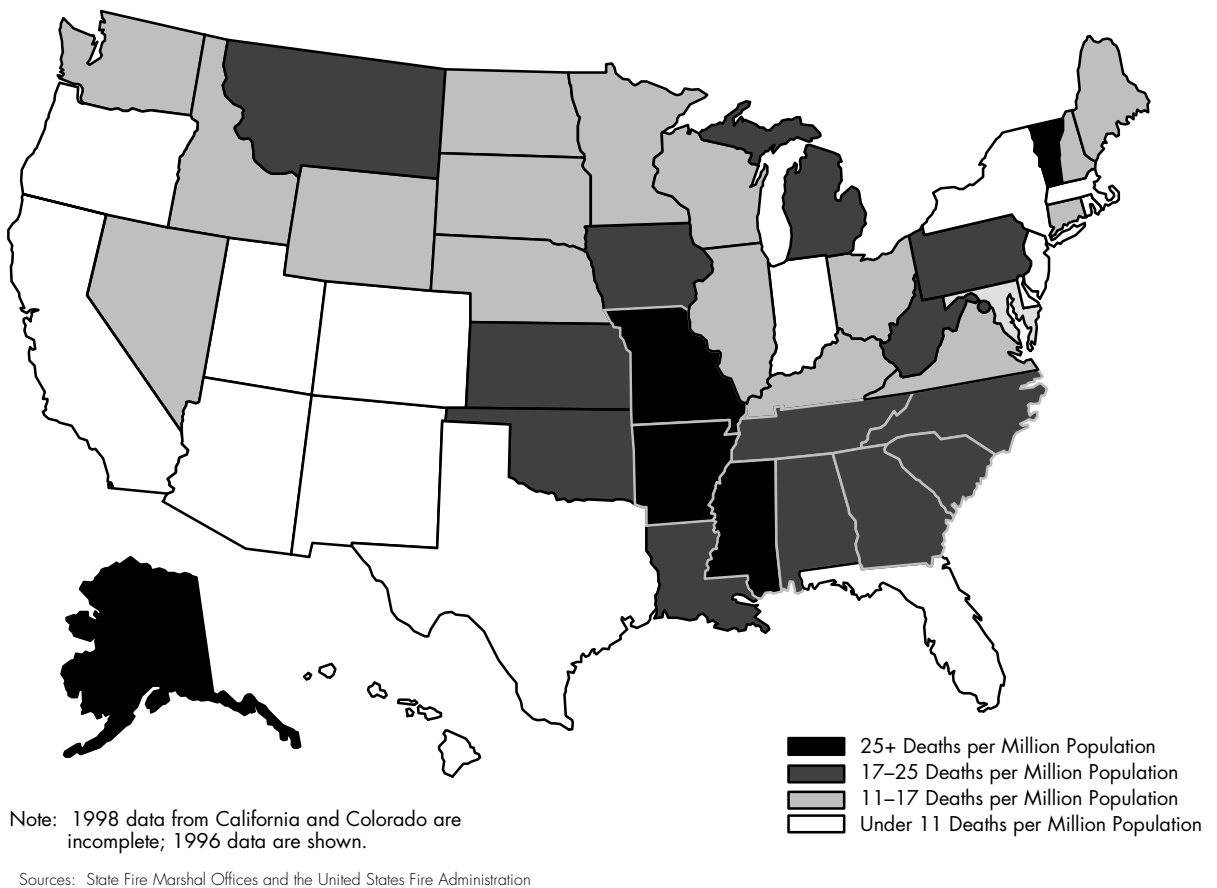 25+ Deaths per Million Population
17–25 Deaths per Million Population
11–17 Deaths per Million Population
Under 11 Deaths per Million Population
Note: 1998 data from California and Colorado are
incomplete; 1996 data are shown.
Sources: State Fire Marshal Offices and the United States Fire Administration